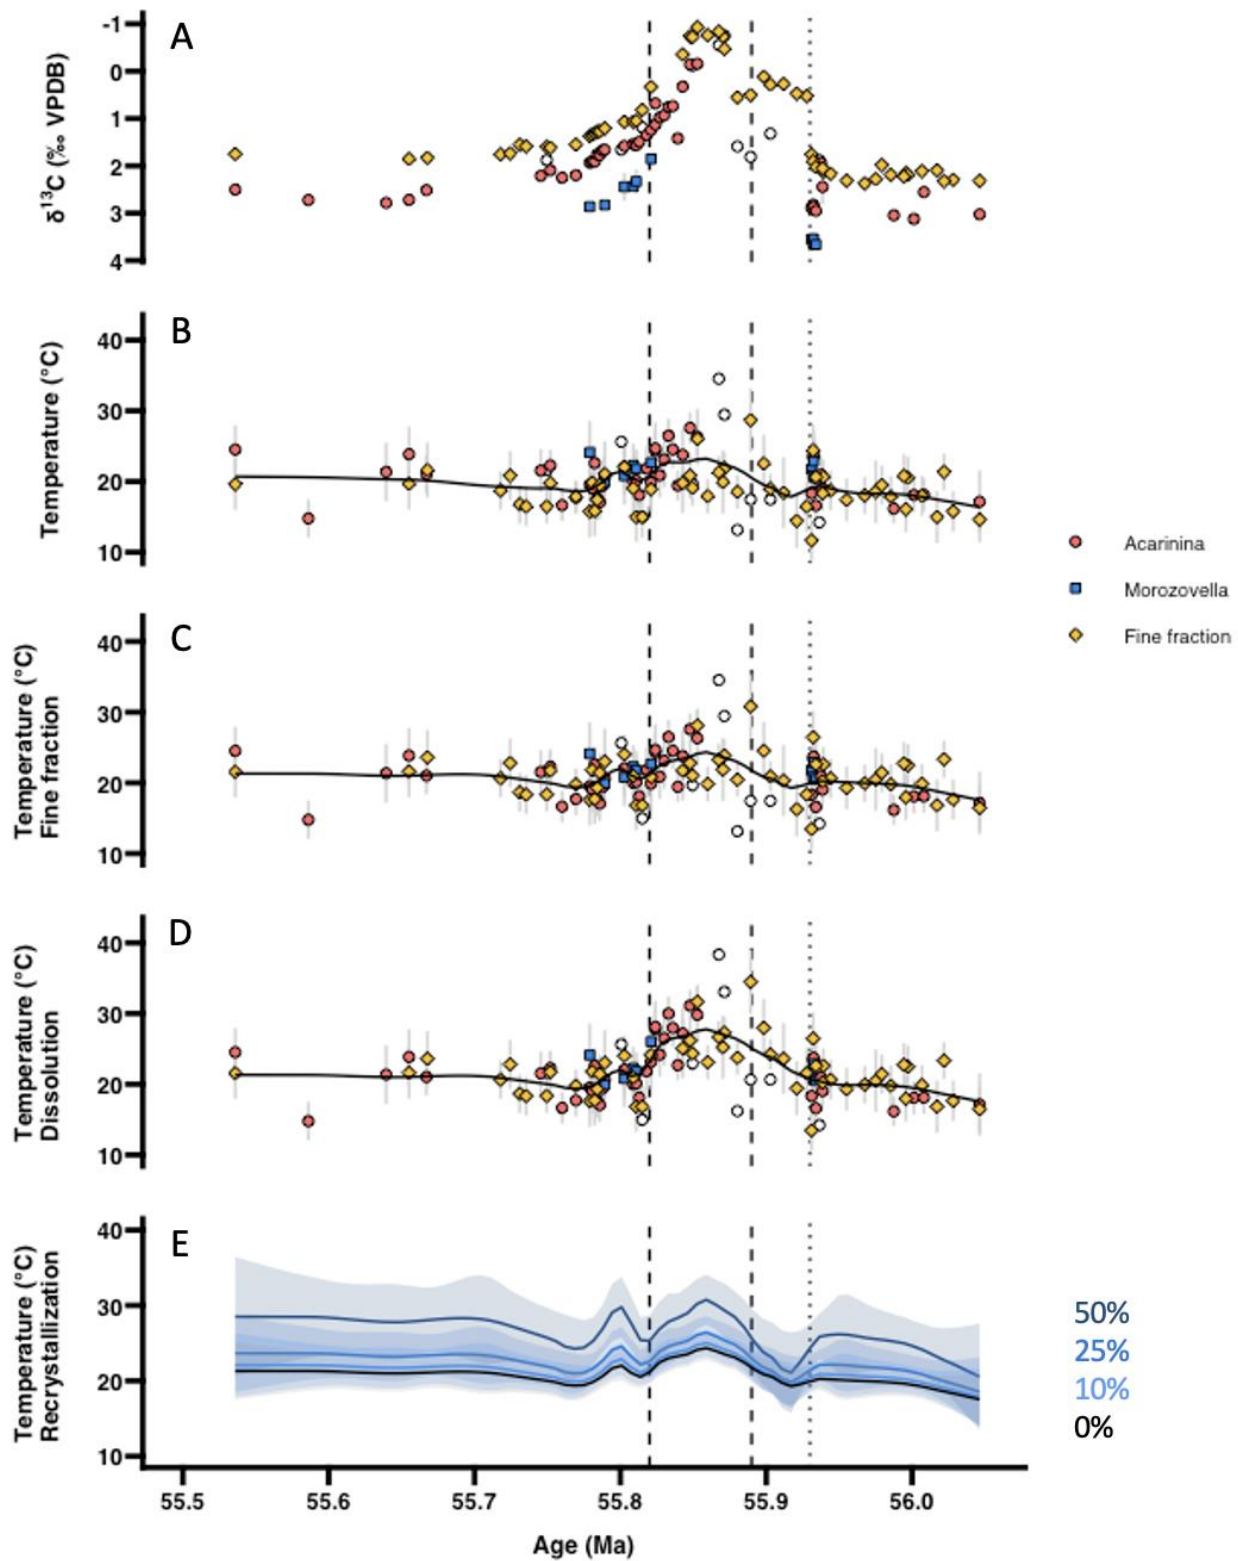 A
-1
0
1
2
3
4
δ13C (‰ VPDB)
B
40
30
20
10
Temperature (°C)
Acarinina
Morozovella
Fine fraction
C
40
30
20
10
Temperature (°C)
Fine fraction
D
40
30
20
10
Temperature (°C)
Dissolution
E
40
30
20
10
Temperature (°C)
Recrystallization
50%
25%
10%
0%
55.5 55.6 55.7 55.8 55.9 56.0
Age (Ma)